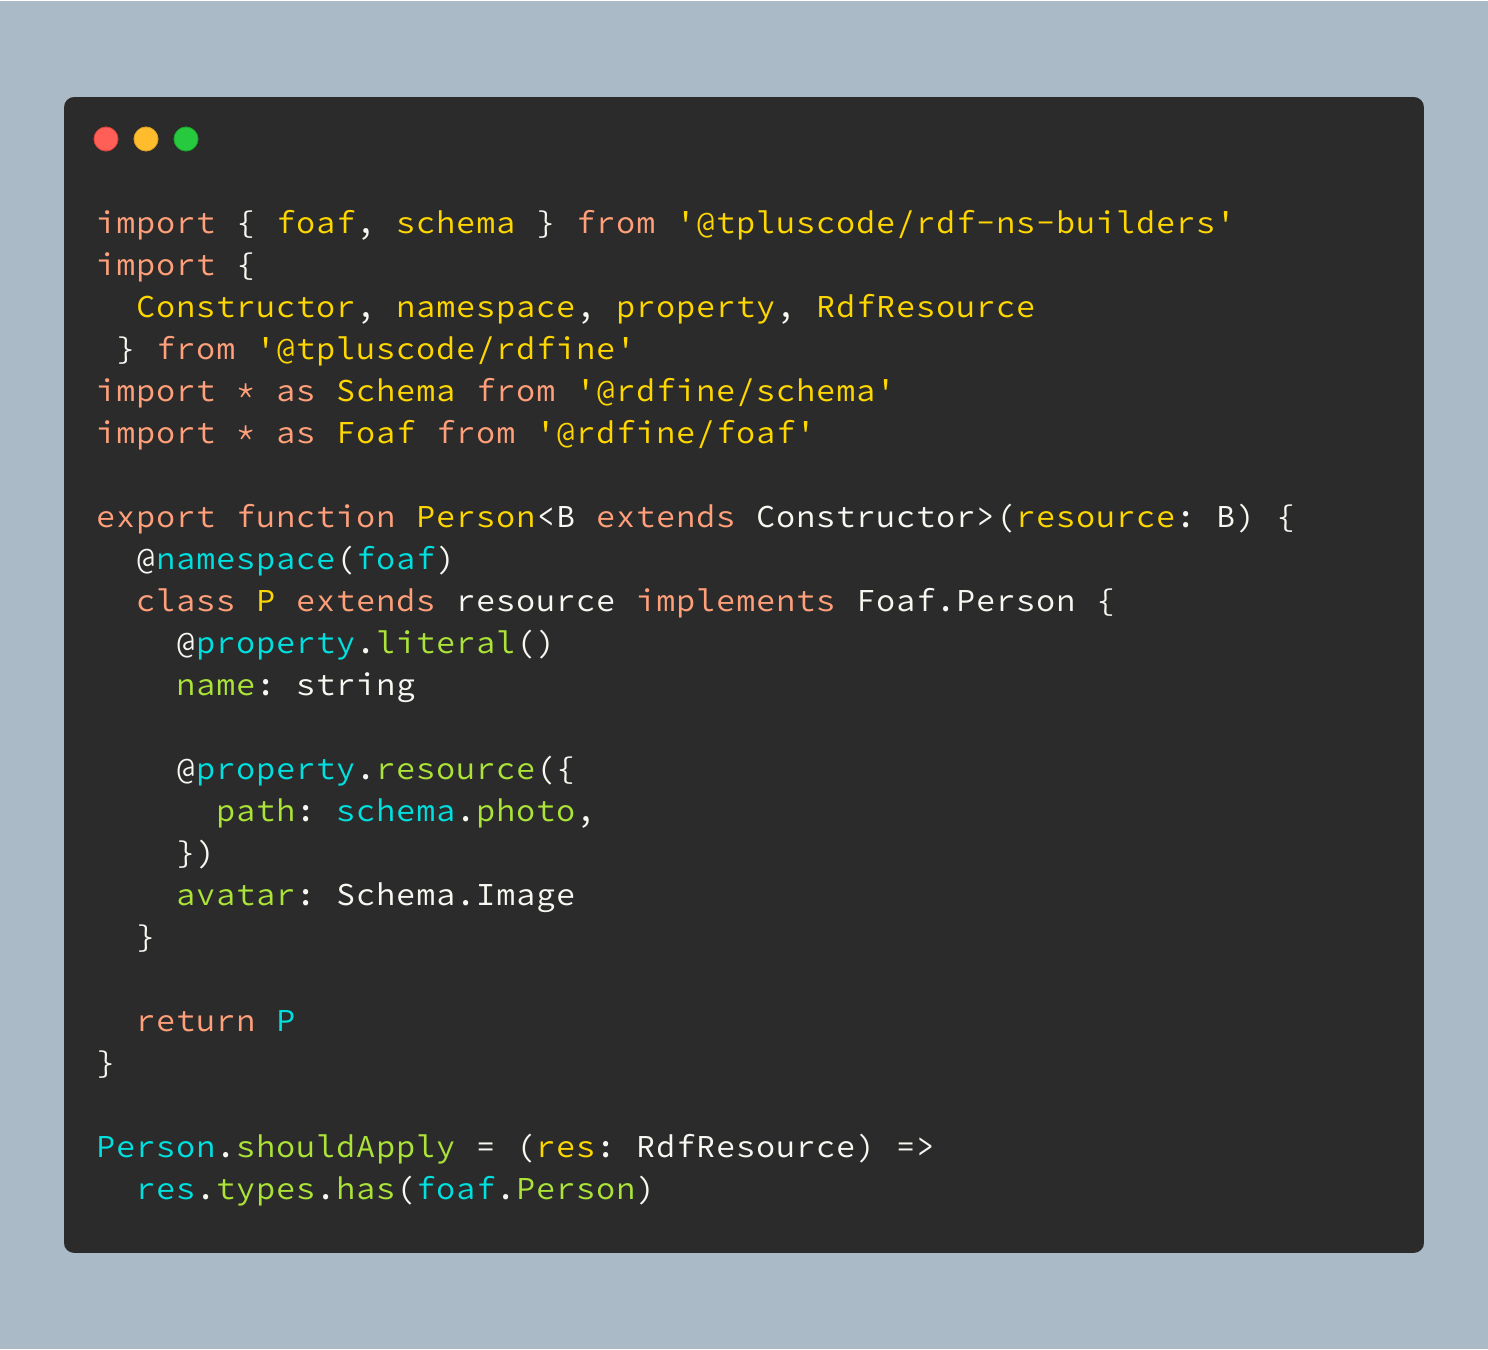 import { foaf, schema } from '@tpluscode/rdf-ns-builders'
import {
  Constructor, namespace, property, RdfResource
 } from '@tpluscode/rdfine'
import * as Schema from '@rdfine/schema'
import * as Foaf from '@rdfine/foaf'

export function Person<B extends Constructor>(resource: B) {
  @namespace(foaf)
  class P extends resource implements Foaf.Person {
    @property.literal()
    name: string

    @property.resource({
      path: schema.photo,
    })
    avatar: Schema.Image
  }

  return P
}

Person.shouldApply = (res: RdfResource) =>
  res.types.has(foaf.Person)